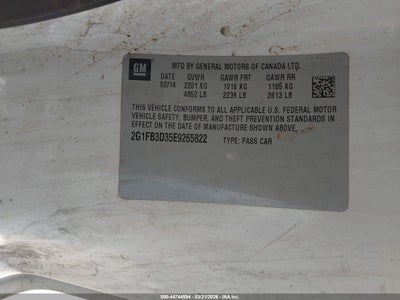 GM
MFG BY GENERAL MOTORS OF CANADA LTD.
DATE GVWR GAWR FRT GAWR RR
02/14 2201 KG 1016 KG 1185 KG
4852 LB 2239 LB 2613 LB
THIS VEHICLE CONFORMS TO ALL APPLICABLE U.S. FEDERAL MOTOR
VEHICLE SAFETY, BUMPER, AND THEFT PREVENTION STANDARDS IN
EFFECT ON THE DATE OF MANUFACTURE SHOWN ABOVE.
2G1FB3D35E9265822 TYPE: PASS CAR
000-44744584 - (03/31/2026) - IAA Inc.